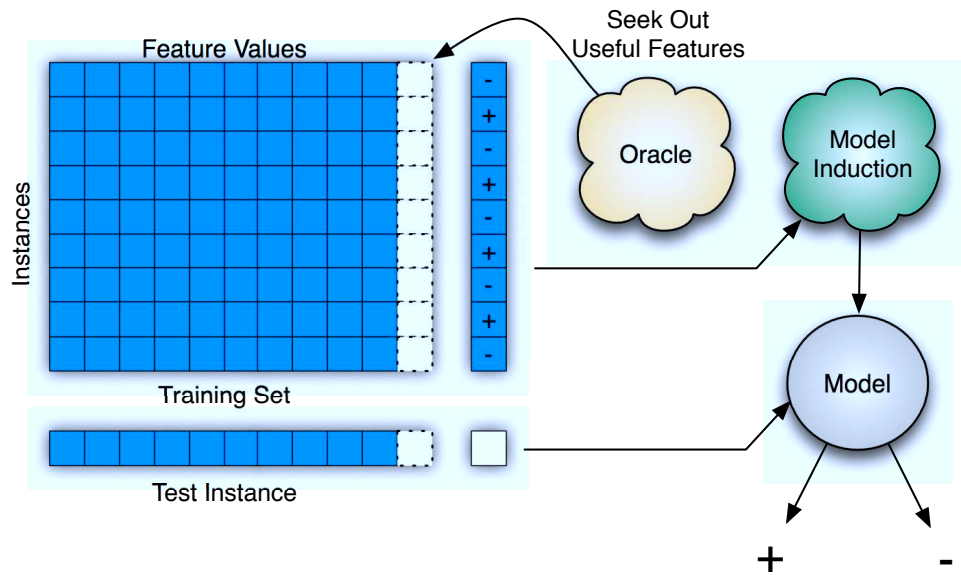 Seek Out
Useful Features
Feature Values
Instances
-
+
-
+
-
+
-
+
-
Oracle
Model
Induction
Training Set
Model
Test Instance
+ -